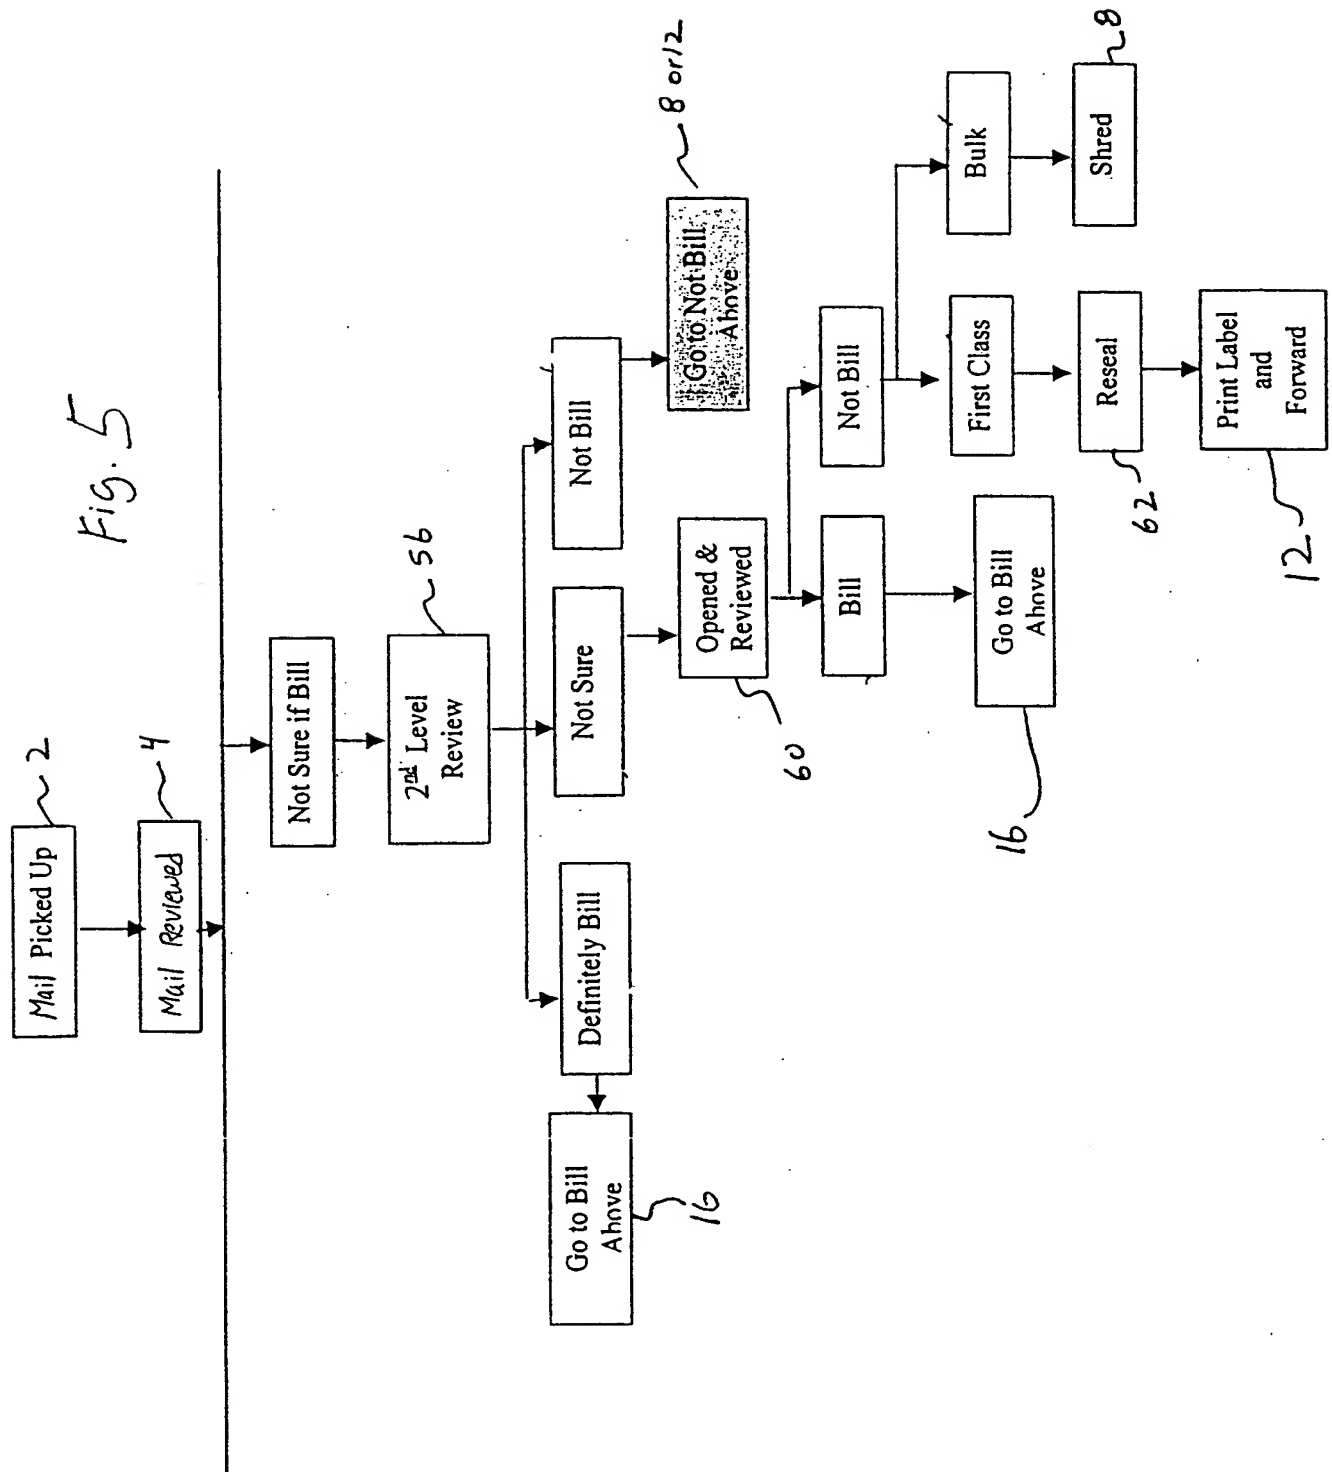 Fig. 5
Mail Picked Up
2
Mail Reviewed
4
Not Sure if Bill
2nd Level
Review
56
Definitely Bill
Not Sure
Not Bill
Go to Bill
Above
16
Opened &
Reviewed
60
Go to Not Bill
Above
8 or 12
Bill
Not Bill
Go to Bill
Above
16
First Class
Bulk
Reseal
62
Shred
8
Print Label
and
Forward
12